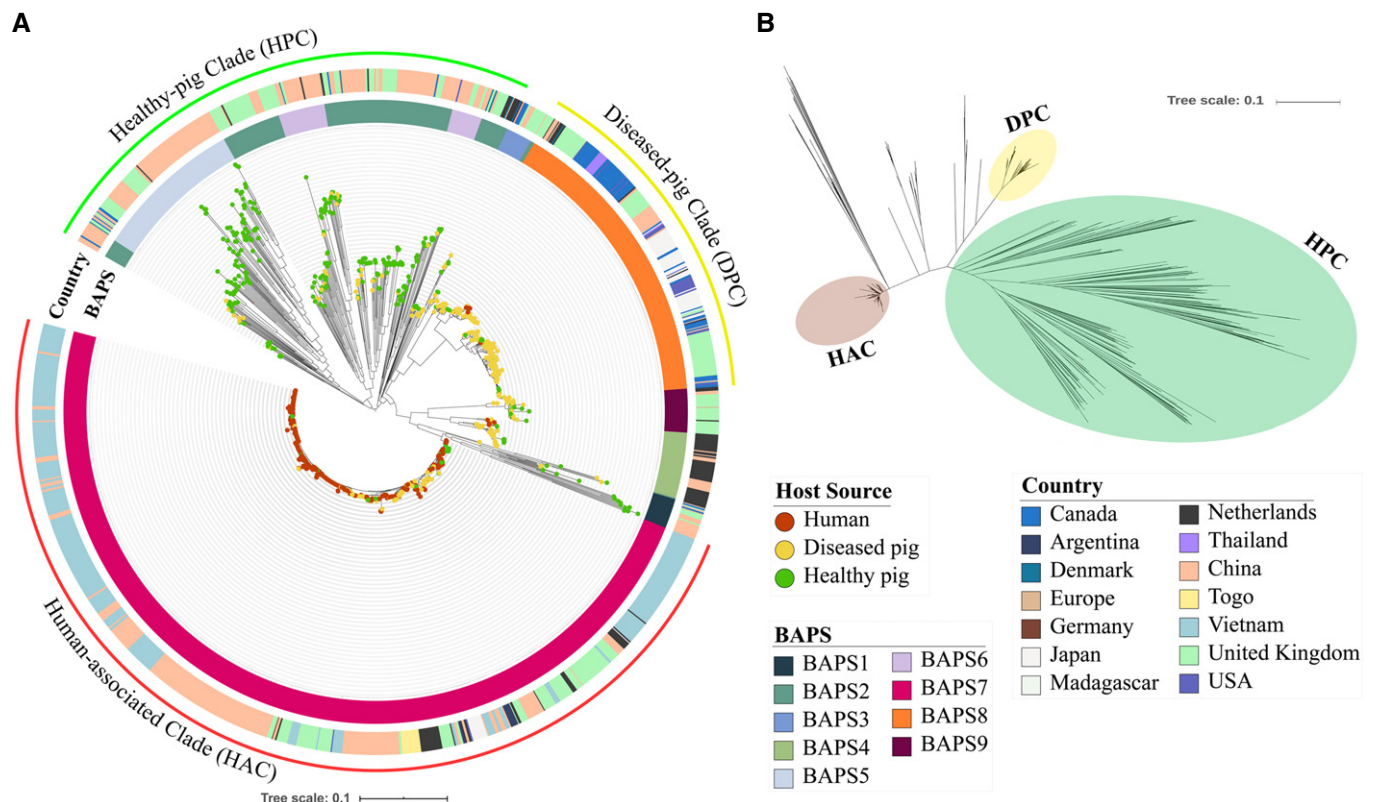 A
B
Healthy-pig Clade (HPC)
Diseased-pig Clade (DPC)
Human-associated Clade (HAC)
Country
BAPS
Tree scale: 0.1
Tree scale: 0.1
DPC
HPC
HAC
Host Source
Human
Diseased pig
Healthy pig
BAPS
BAPS1
BAPS2
BAPS3
BAPS4
BAPS5
BAPS6
BAPS7
BAPS8
BAPS9
Country
Canada
Argentina
Denmark
Europe
Germany
Japan
Madagascar
Netherlands
Thailand
China
Togo
Vietnam
United Kingdom
USA